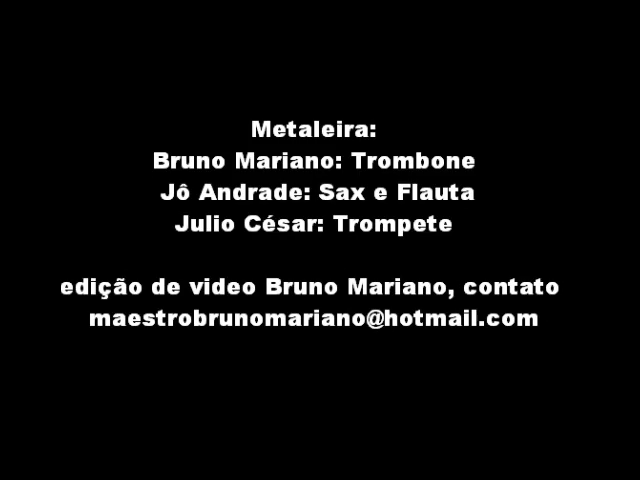 Metaleira:
Bruno Mariano: Trombone
Jô Andrade: Sax e Flauta
Julio César: Trompete
edição de video Bruno Mariano, contato
maestrobrunomariano@hotmail.com